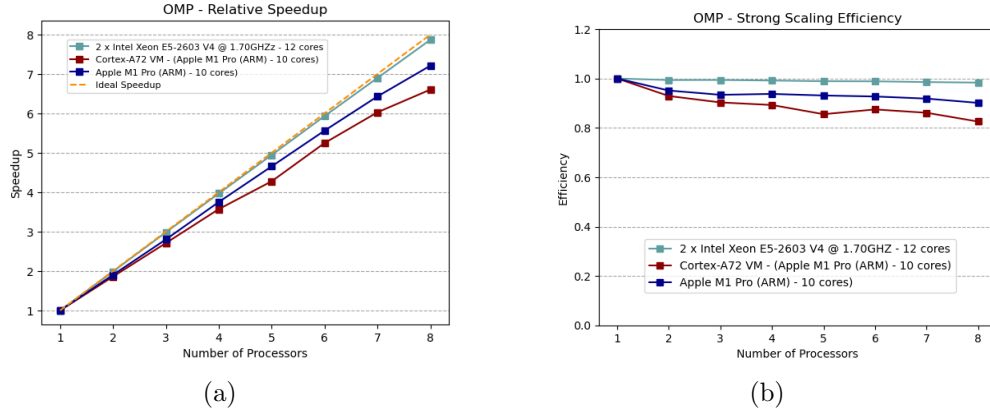 OMP - Relative Speedup
8
7
6
5
4
3
2
1
Speedup
2 x Intel Xeon E5-2603 V4 @ 1.70GHZz - 12 cores
Cortex-A72 VM - (Apple M1 Pro (ARM) - 10 cores)
Apple M1 Pro (ARM) - 10 cores)
Ideal Speedup
1 2 3 4 5 6 7 8
Number of Processors
(a)
OMP - Strong Scaling Efficiency
1.2
1.0
0.8
0.6
0.4
0.2
0.0
Efficiency
2 x Intel Xeon E5-2603 V4 @ 1.70GHZ - 12 cores
Cortex-A72 VM - (Apple M1 Pro (ARM) - 10 cores)
Apple M1 Pro (ARM) - 10 cores)
1 2 3 4 5 6 7 8
Number of Processors
(b)